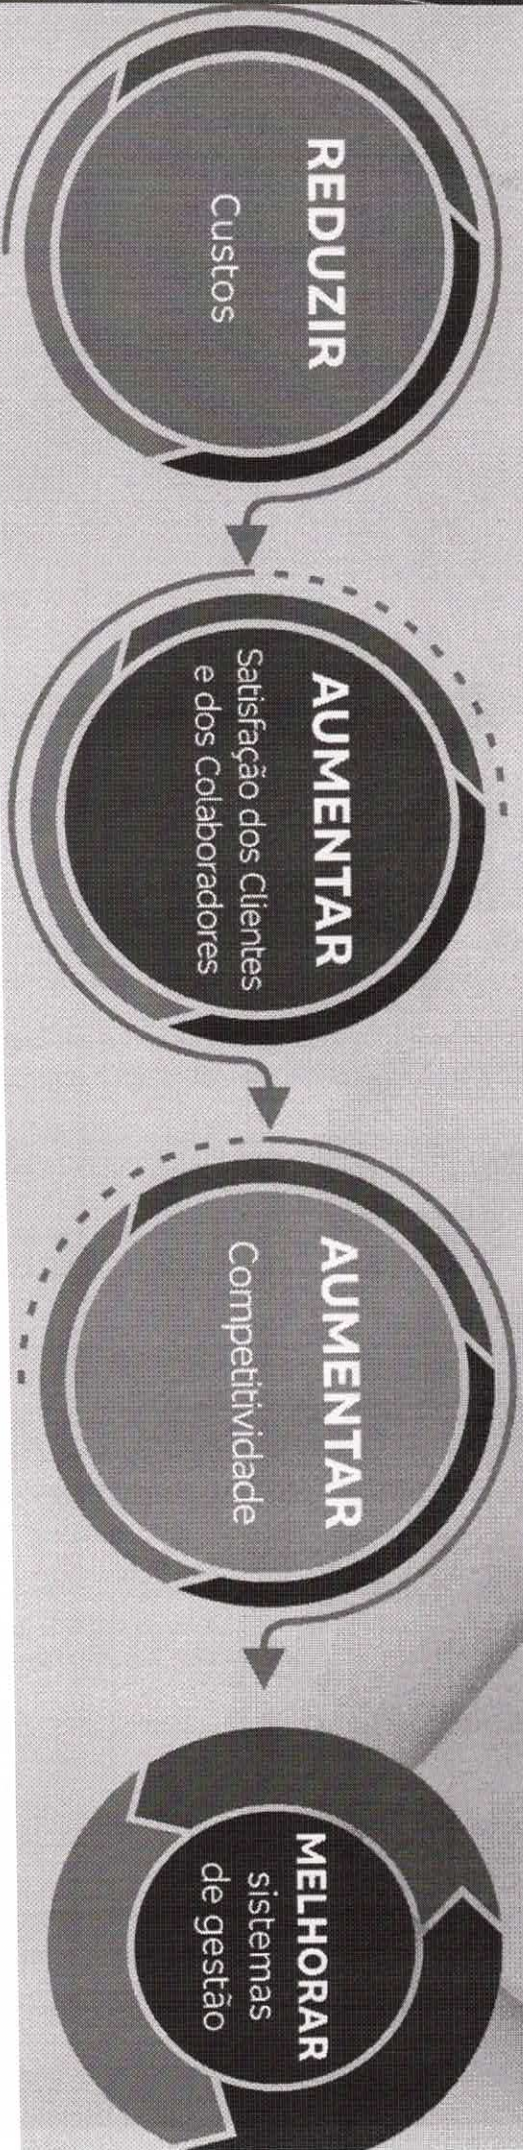 REDUZIR
Custos
AUMENTAR
Satisfação dos Clientes
e dos Colaboradores
AUMENTAR
Competitividade
MELHORAR
sistemas
de gestão